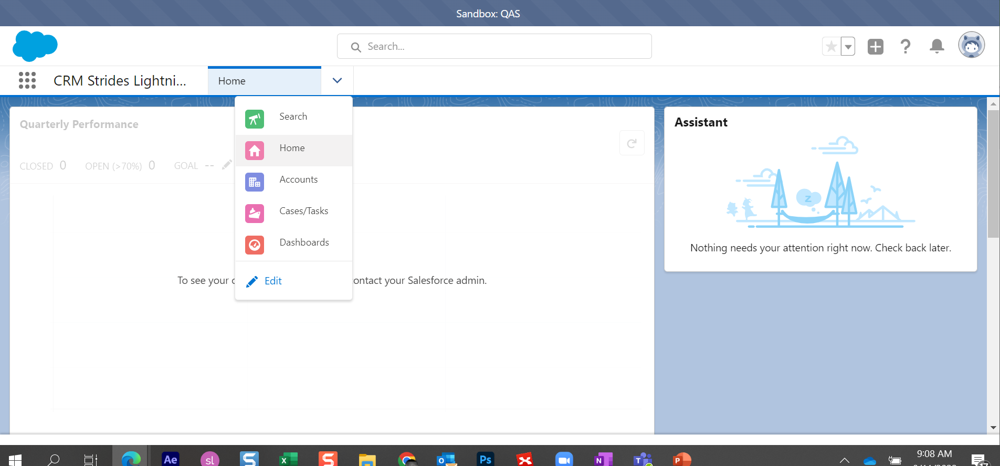 Sandbox: QAS
Search...
CRM Strides Lightni...
Home
Search
Home
Accounts
Cases/Tasks
Dashboards
Edit
Quarterly Performance
CLOSED 0 OPEN (>70%) 0 GOAL --
To see your
ontact your Salesforce admin.
Assistant
z
Nothing needs your attention right now. Check back later.
Ae
sl
S
X
S
O
Ps
N
T
P
9:08 AM
17